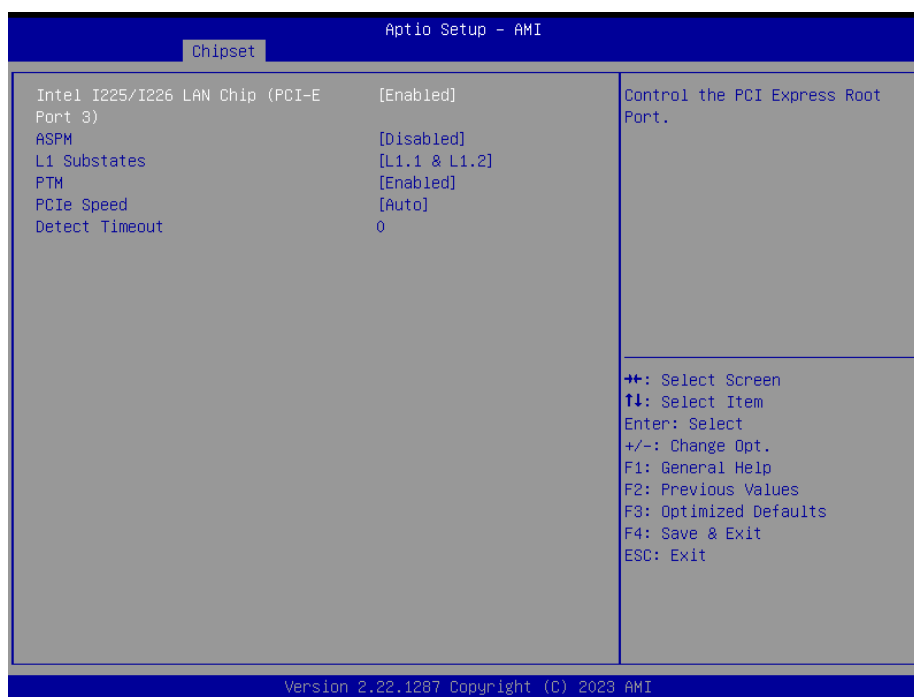 Aptio Setup – AMI
Chipset
Intel I225/I226 LAN Chip (PCI-E Port 3) [Enabled]
ASPM [Disabled]
L1 Substates [L1.1 & L1.2]
PTM [Enabled]
PCIe Speed [Auto]
Detect Timeout 0
Control the PCI Express Root
Port.
→←: Select Screen
↑↓: Select Item
Enter: Select
+/-: Change Opt.
F1: General Help
F2: Previous Values
F3: Optimized Defaults
F4: Save & Exit
ESC: Exit
Version 2.22.1287 Copyright (C) 2023 AMI